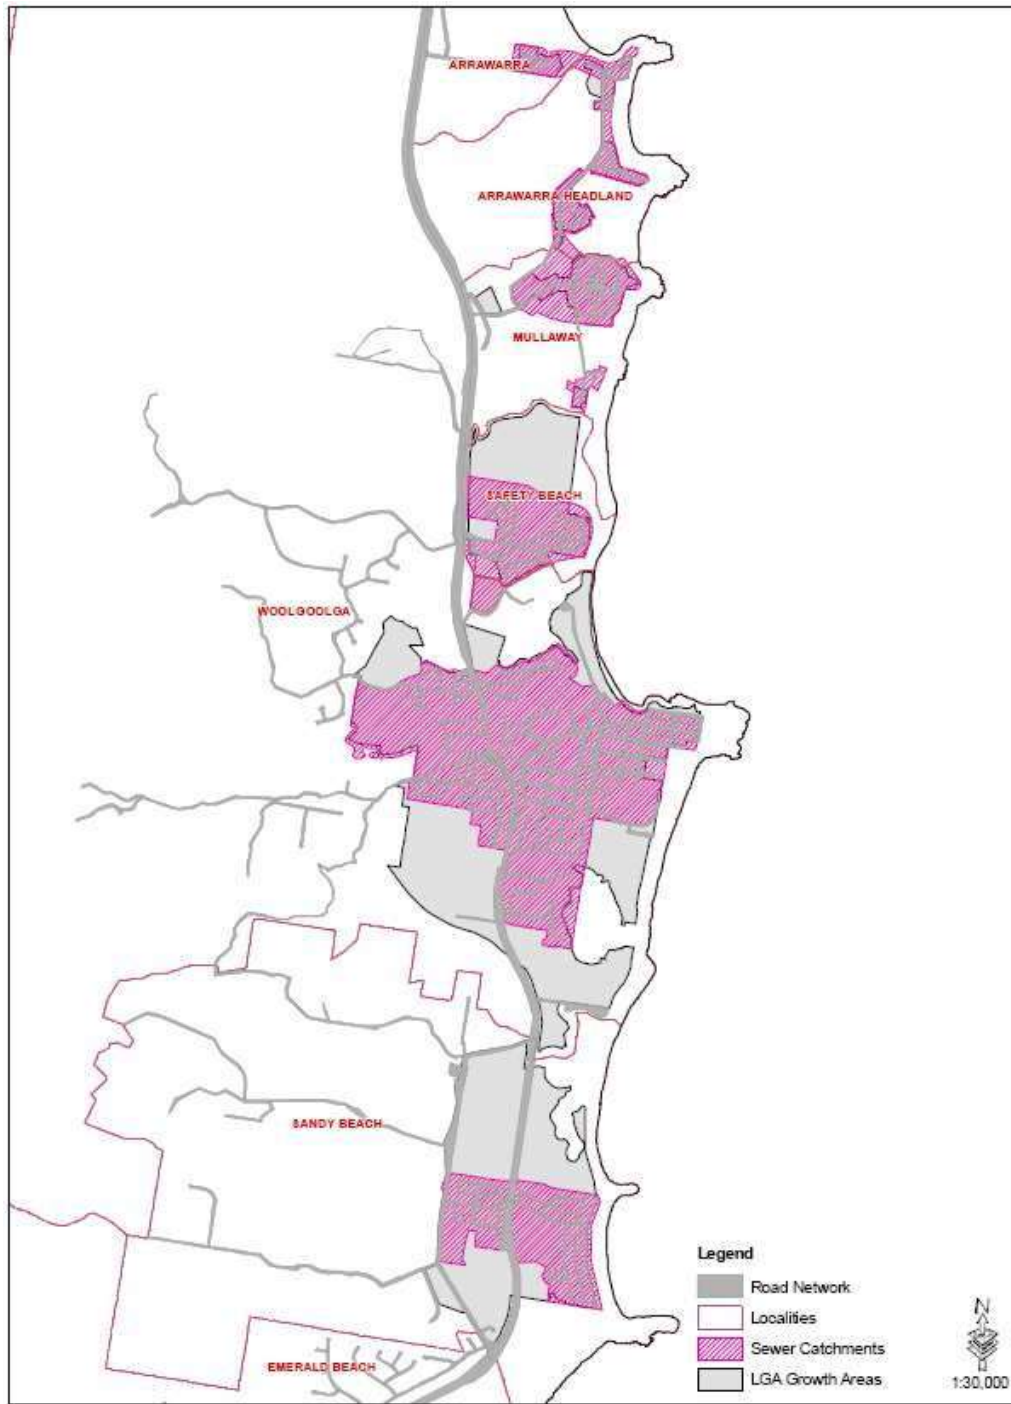 ARRAWARRA
ARRAWARRA HEADLAND
MULLAWAY
SAFETY BEACH
WOOLGOOLGA
SANDY BEACH
EMERALD BEACH
Legend
Road Network
Localities
Sewer Catchments
LGA Growth Areas
N
1:30,000